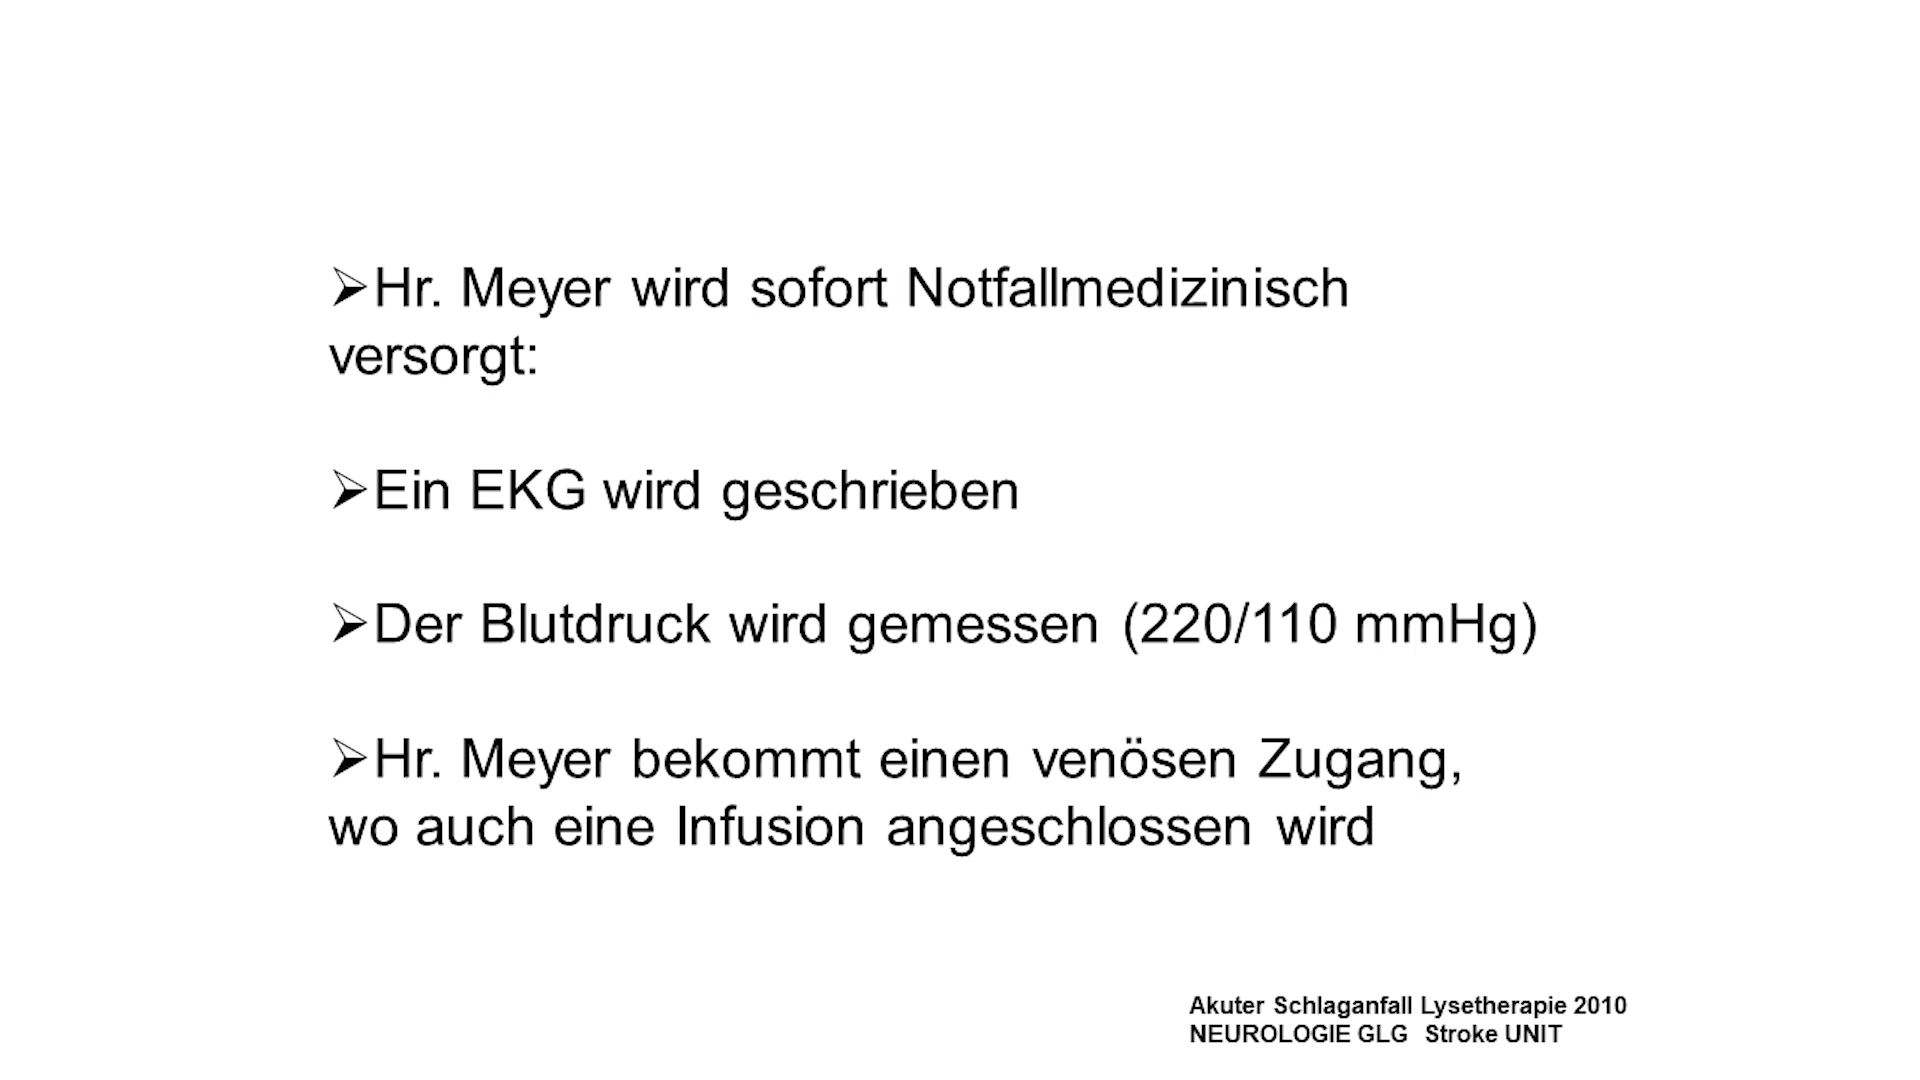 ➢Hr. Meyer wird sofort Notfallmedizinisch
versorgt:
➢Ein EKG wird geschrieben
➢Der Blutdruck wird gemessen (220/110 mmHg)
➢Hr. Meyer bekommt einen venösen Zugang,
wo auch eine Infusion angeschlossen wird
Akuter Schlaganfall Lysetherapie 2010
NEUROLOGIE GLG Stroke UNIT